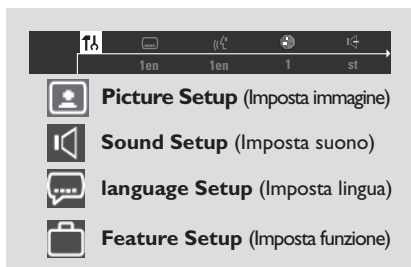 1en 1en 1 st
Picture Setup (Imposta immagine)
Sound Setup (Imposta suono)
language Setup (Imposta lingua)
Feature Setup (Imposta funzione)